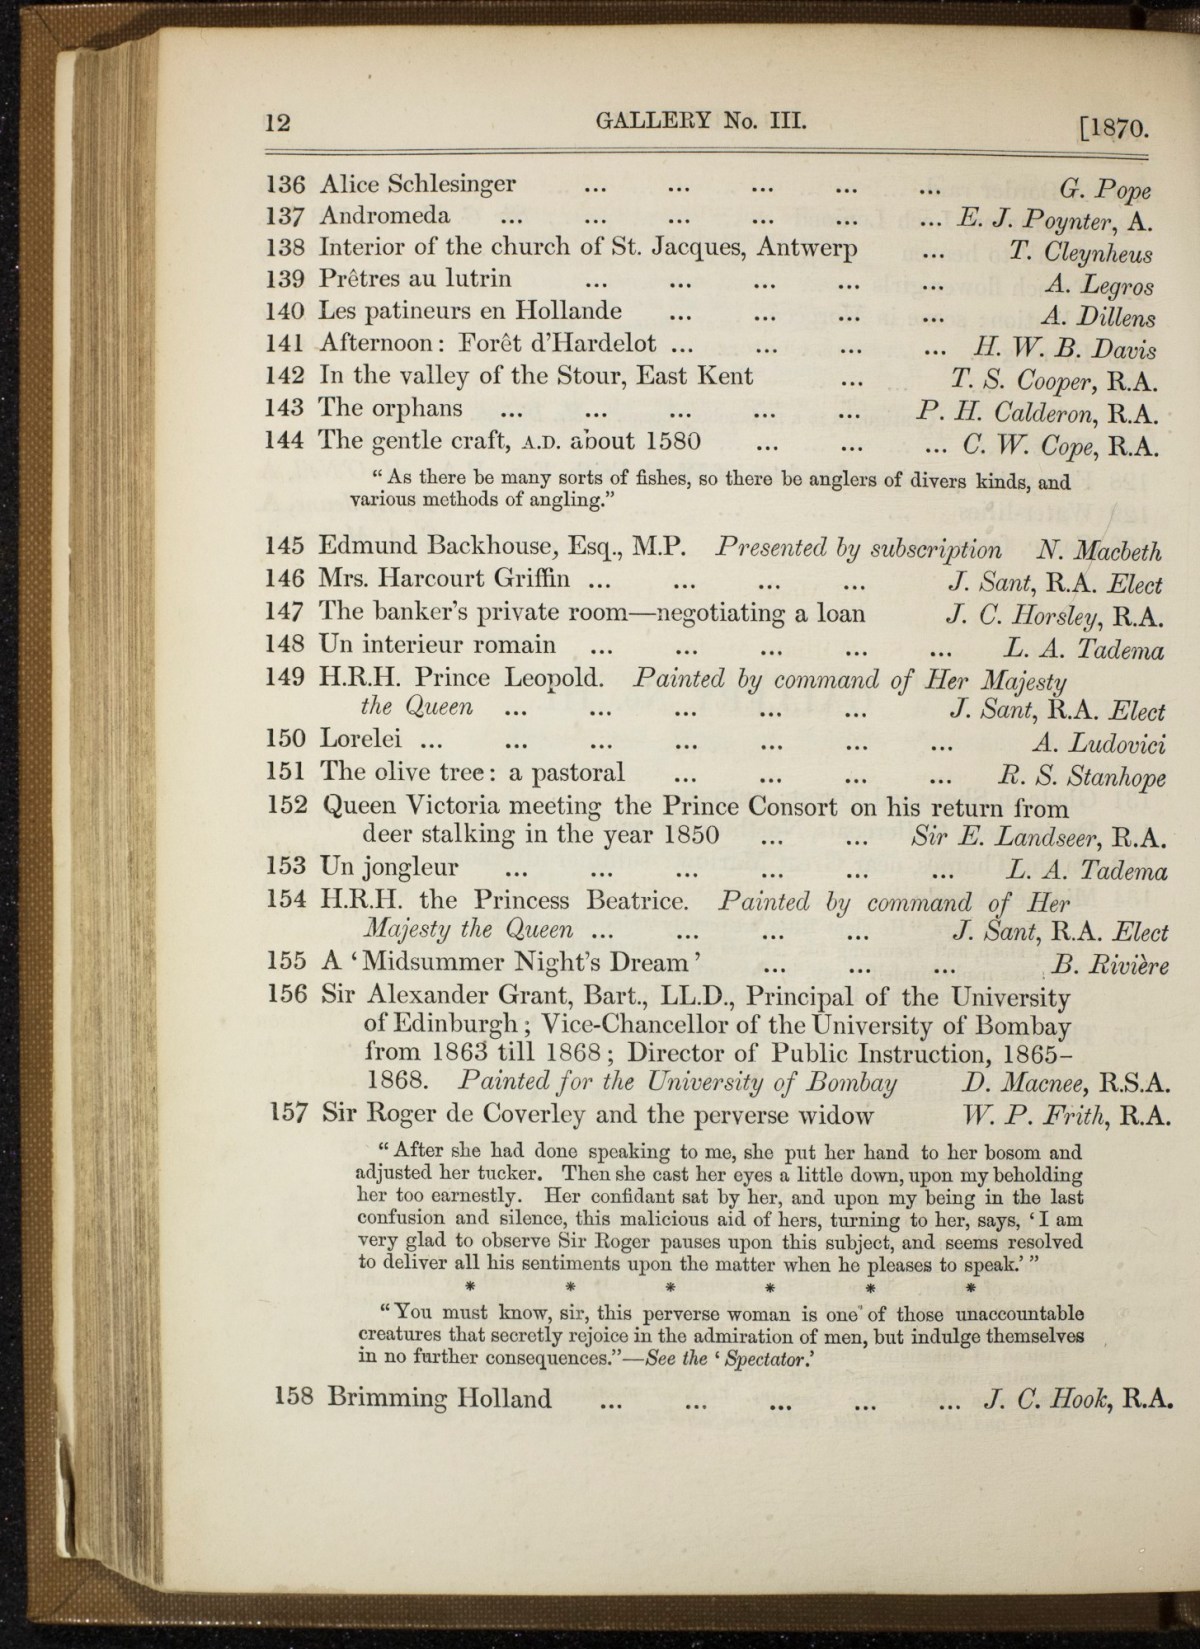 12 GALLERY No. III. [1870.
136 Alice Schlesinger ... ... ... ... ... G. Pope
137 Andromeda ... ... ... ... ... ... E. J. Poynter, A.
138 Interior of the church of St. Jacques, Antwerp ... T. Cleynheus
139 Prêtres au lutrin ... ... ... ... ... A. Legros
140 Les patineurs en Hollande ... ... ... ... A. Dillens
141 Afternoon: Forêt d'Hardelot ... ... ... ... H. W. B. Davis
142 In the valley of the Stour, East Kent ... T. S. Cooper, R.A.
143 The orphans ... ... ... ... ... P. H. Calderon, R.A.
144 The gentle craft, A.D. about 1580 ... ... ... C. W. Cope, R.A.
“As there be many sorts of fishes, so there be anglers of divers kinds, and
various methods of angling.”
145 Edmund Backhouse, Esq., M.P. Presented by subscription N. Macbeth
146 Mrs. Harcourt Griffin ... ... ... ... J. Sant, R.A. Elect
147 The banker's private room—negotiating a loan J. C. Horsley, R.A.
148 Un interieur romain ... ... ... ... ... L. A. Tadema
149 H.R.H. Prince Leopold. Painted by command of Her Majesty
the Queen ... ... ... ... ... J. Sant, R.A. Elect
150 Lorelei ... ... ... ... ... ... ... A. Ludovici
151 The olive tree: a pastoral ... ... ... ... R. S. Stanhope
152 Queen Victoria meeting the Prince Consort on his return from
deer stalking in the year 1850 ... ... Sir E. Landseer, R.A.
153 Un jongleur ... ... ... ... ... ... L. A. Tadema
154 H.R.H. the Princess Beatrice. Painted by command of Her
Majesty the Queen ... ... ... ... J. Sant, R.A. Elect
155 A ‘Midsummer Night's Dream’ ... ... ... B. Rivière
156 Sir Alexander Grant, Bart., LL.D., Principal of the University
of Edinburgh; Vice-Chancellor of the University of Bombay
from 1863 till 1868; Director of Public Instruction, 1865–
1868. Painted for the University of Bombay D. Macnee, R.S.A.
157 Sir Roger de Coverley and the perverse widow W. P. Frith, R.A.
“After she had done speaking to me, she put her hand to her bosom and
adjusted her tucker. Then she cast her eyes a little down, upon my beholding
her too earnestly. Her confidant sat by her, and upon my being in the last
confusion and silence, this malicious aid of hers, turning to her, says, ‘I am
very glad to observe Sir Roger pauses upon this subject, and seems resolved
to deliver all his sentiments upon the matter when he pleases to speak.’”
* * * * * *
“You must know, sir, this perverse woman is one of those unaccountable
creatures that secretly rejoice in the admiration of men, but indulge themselves
in no further consequences.”—See the ‘Spectator.’
158 Brimming Holland ... ... ... ... ... J. C. Hook, R.A.